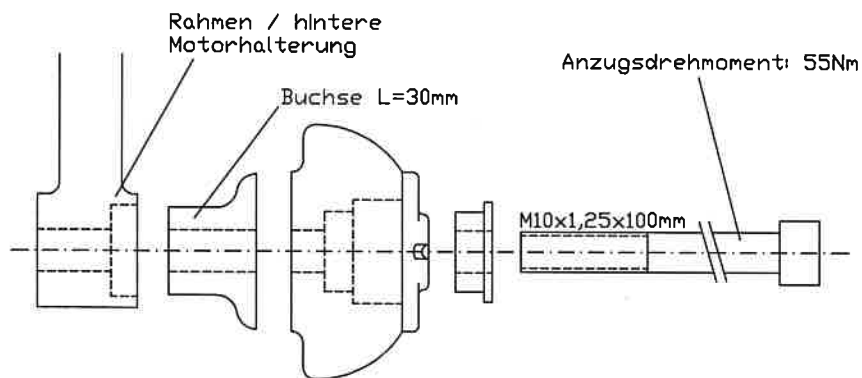 Rahmen / hIntere
Motorhalterung
Anzugsdrehmoment: 55Nm
Buchse L=30mm
M10x1,25x100mm